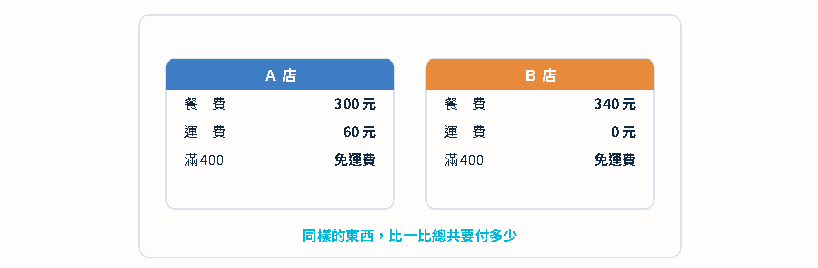 A 店
餐 費 300 元
運 費 60 元
滿400 免運費
B 店
餐 費 340 元
運 費 0 元
滿400 免運費
同樣的東西，比一比總共要付多少